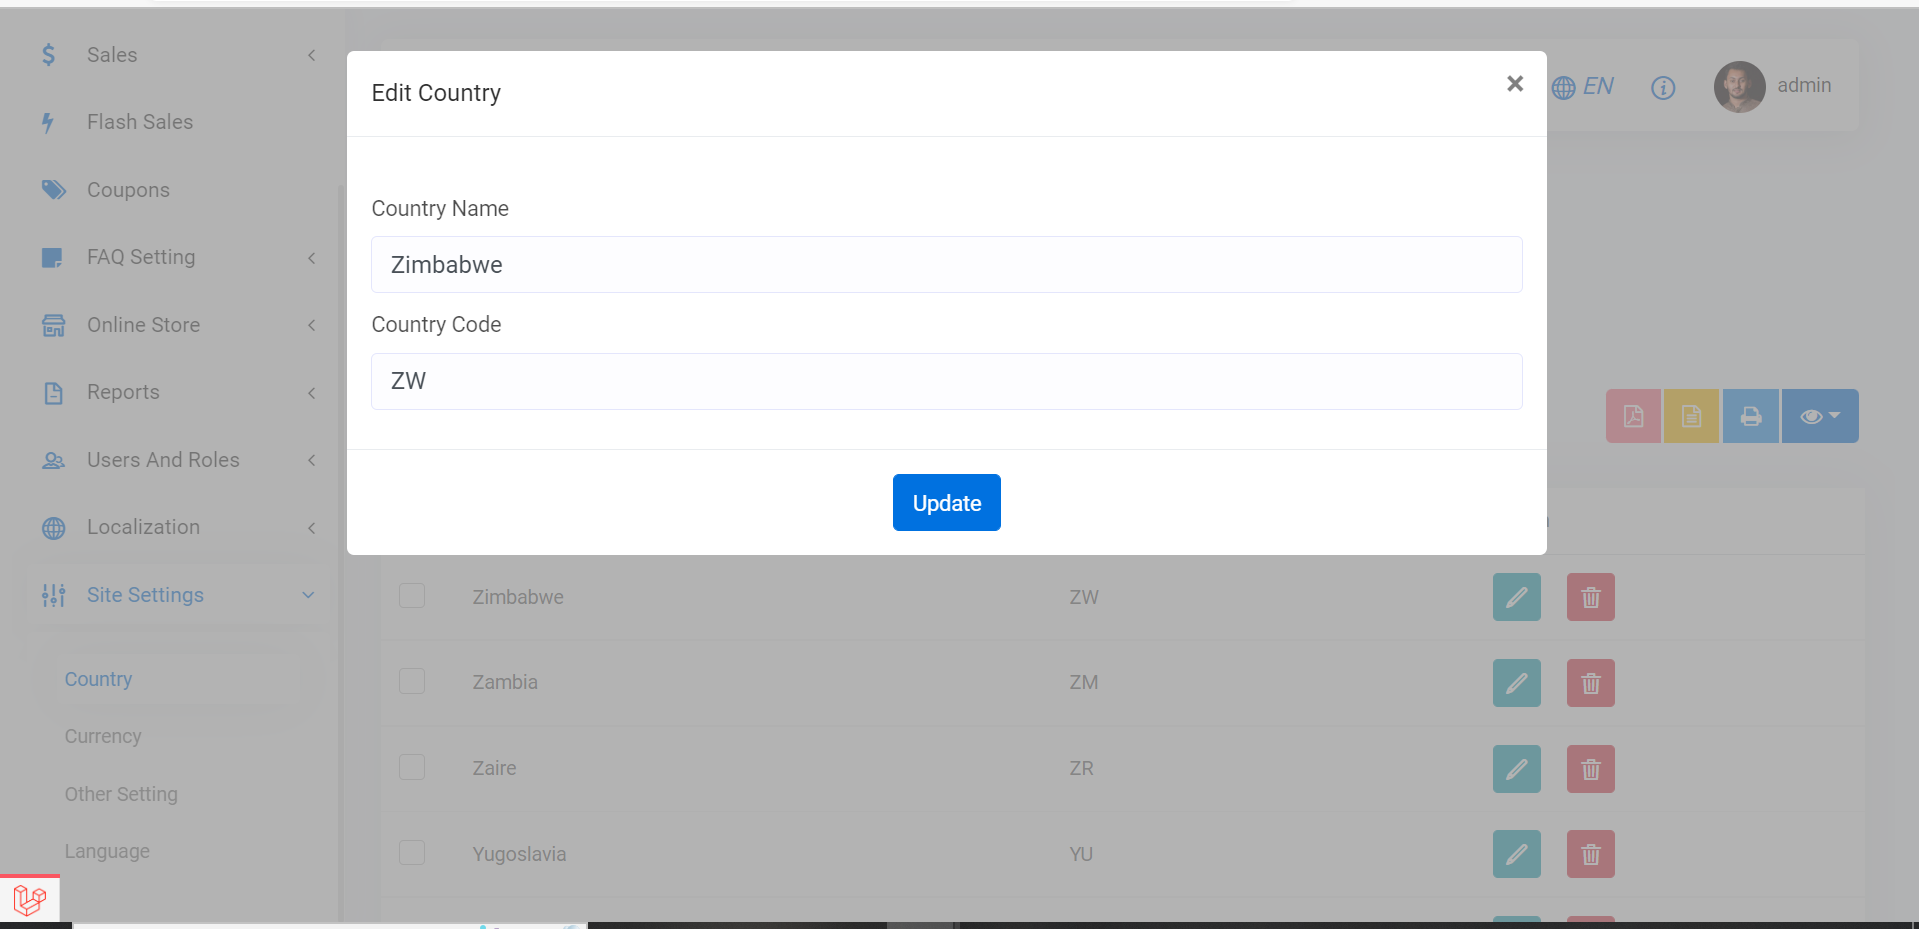 Sales
Flash Sales
Coupons
FAQ Setting
Online Store
Reports
Users And Roles
Localization
Site Settings
Country
Currency
Other Setting
Language
Edit Country
×
EN
admin
Country Name
Zimbabwe
Country Code
ZW
Update
Zimbabwe ZW
Zambia ZM
Zaire ZR
Yugoslavia YU